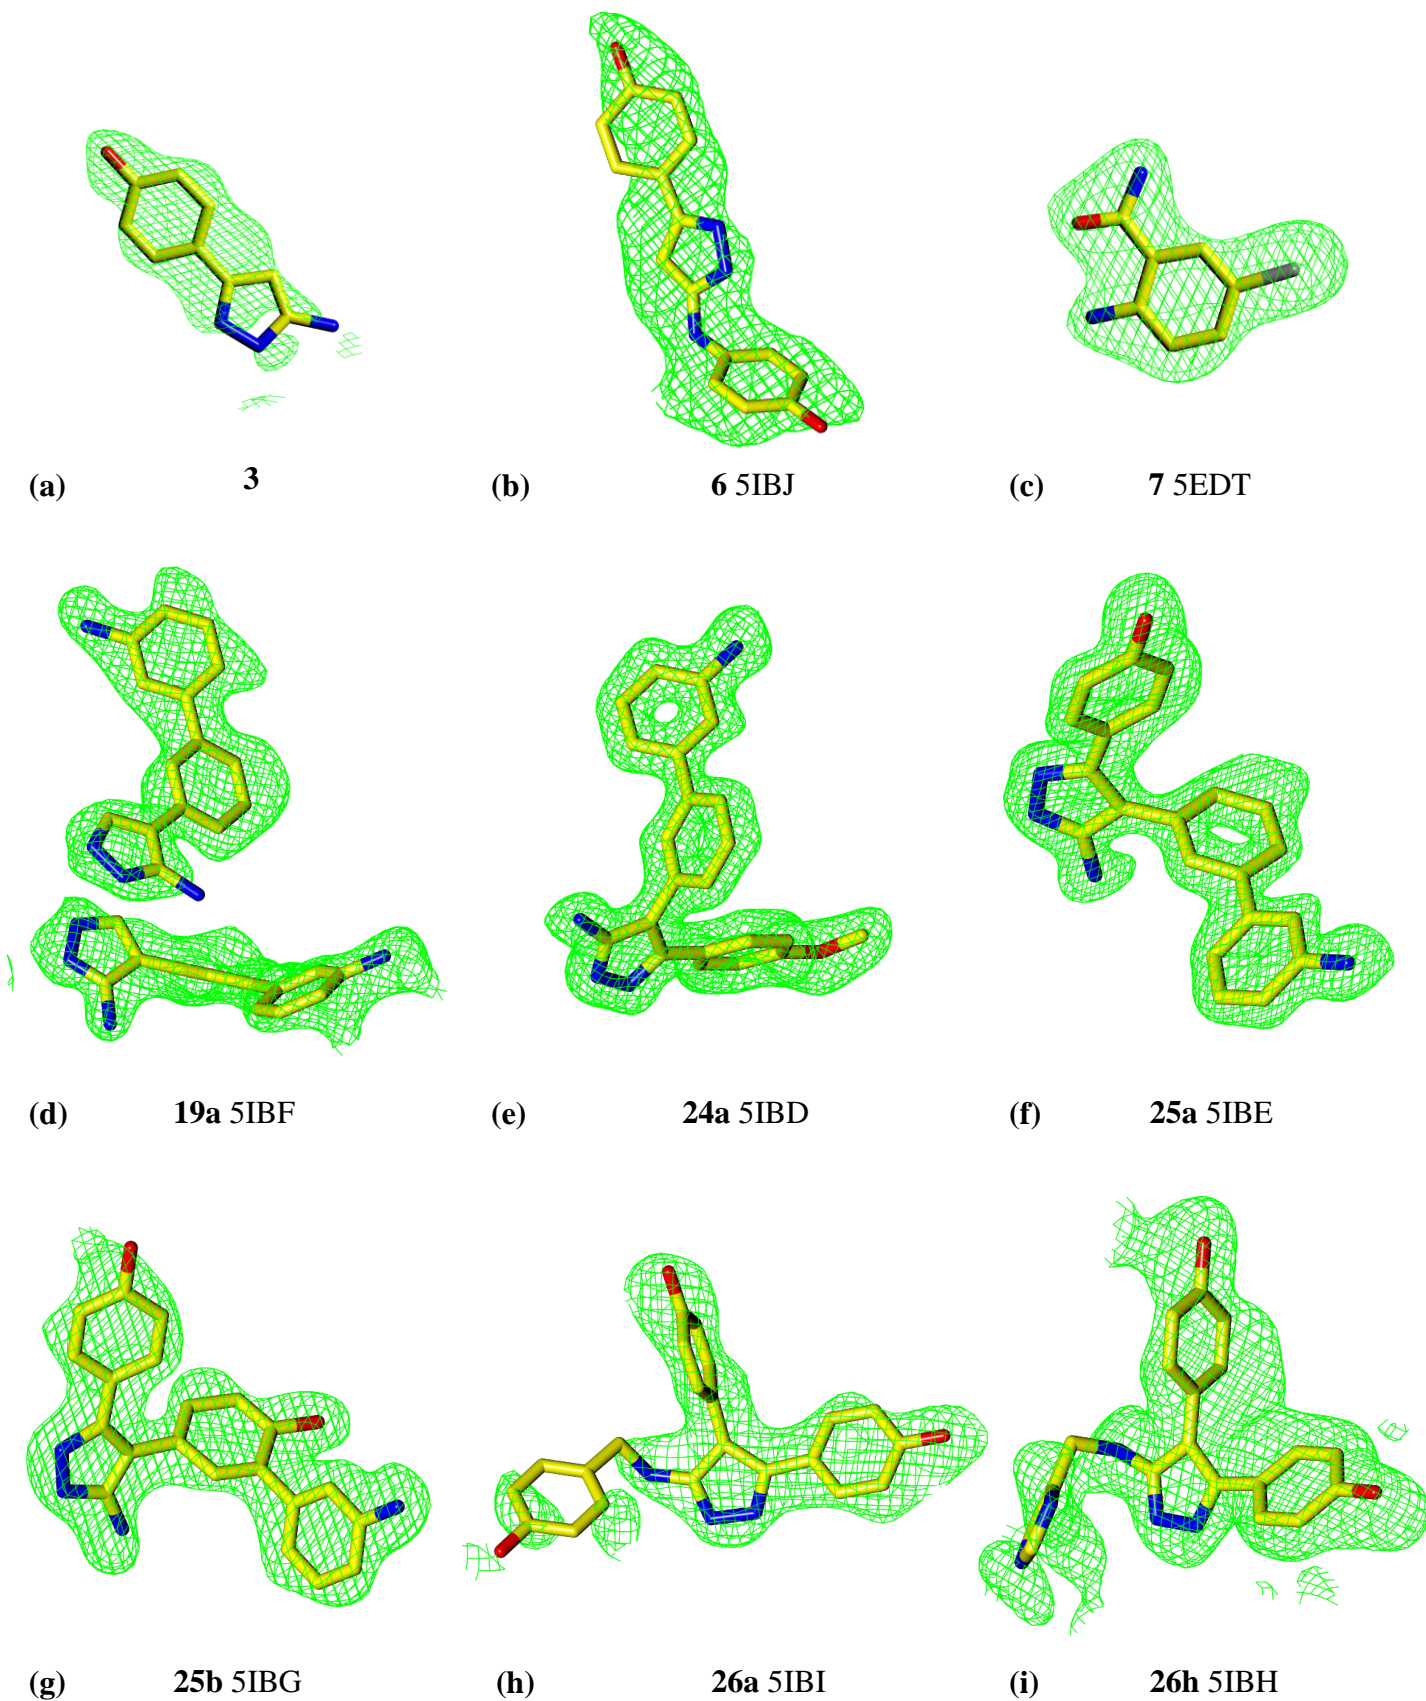 (a) 3 (b) 6 5IBJ (c) 7 5EDT
(d) 19a 5IBF (e) 24a 5IBD (f) 25a 5IBE
(g) 25b 5IBG (h) 26a 5IBI (i) 26h 5IBH